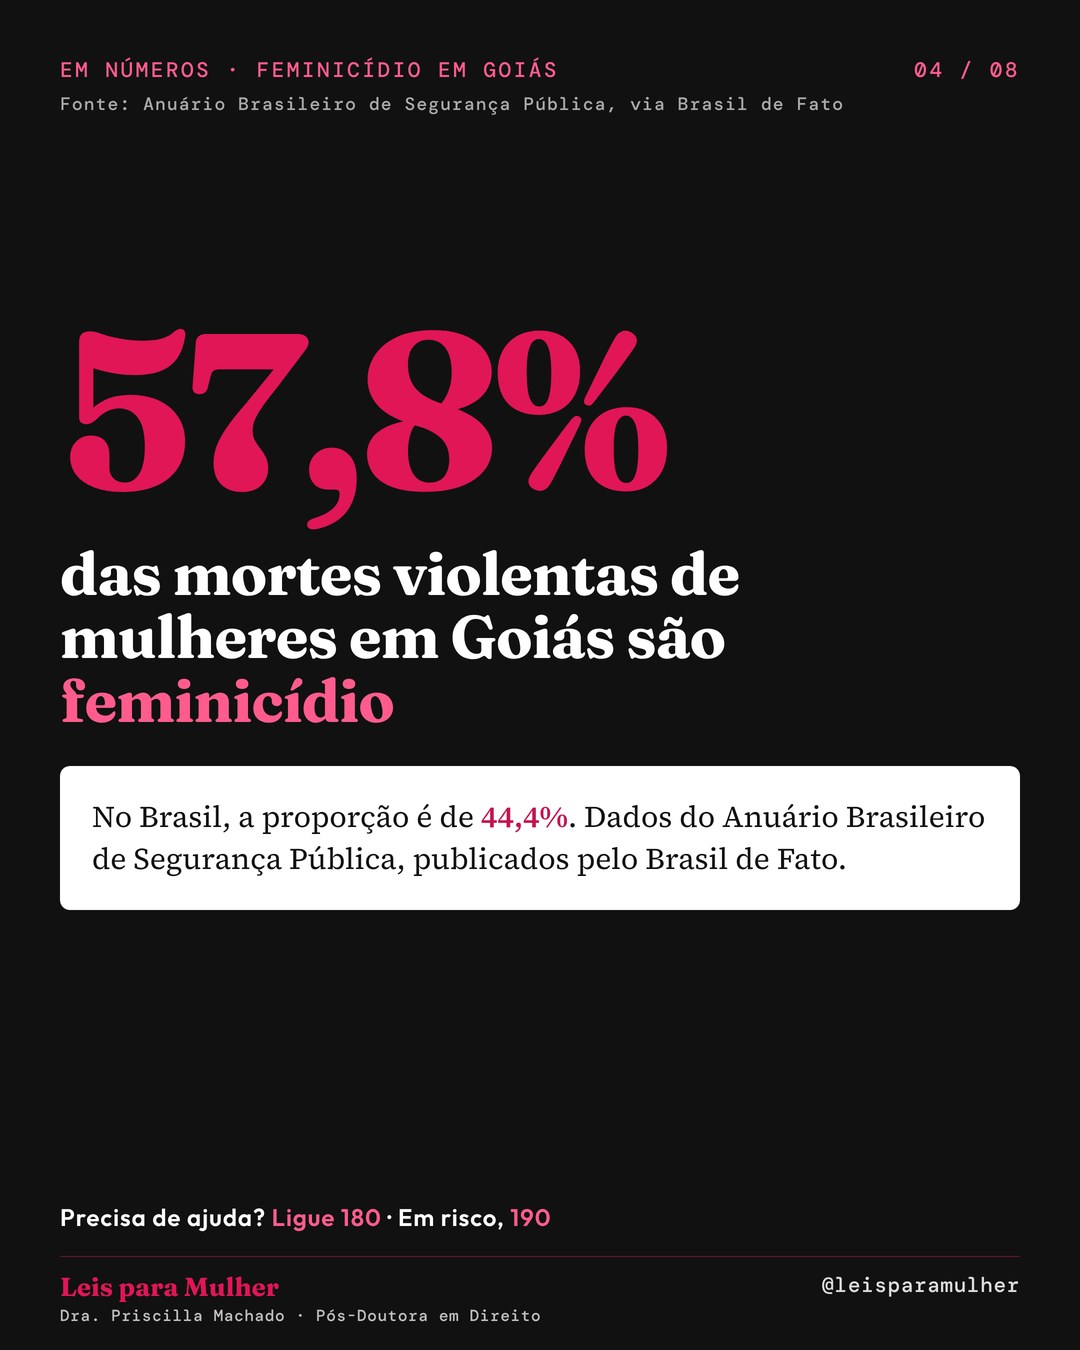 EM NÚMEROS · FEMINICÍDIO EM GOIÁS
04 / 08
Fonte: Anuário Brasileiro de Segurança Pública, via Brasil de Fato
57,8%
das mortes violentas de
mulheres em Goiás são
feminicídio
No Brasil, a proporção é de 44,4%. Dados do Anuário Brasileiro
de Segurança Pública, publicados pelo Brasil de Fato.
Precisa de ajuda? Ligue 180 · Em risco, 190
Leis para Mulher
@leisparamulher
Dra. Priscilla Machado · Pós-Doutora em Direito